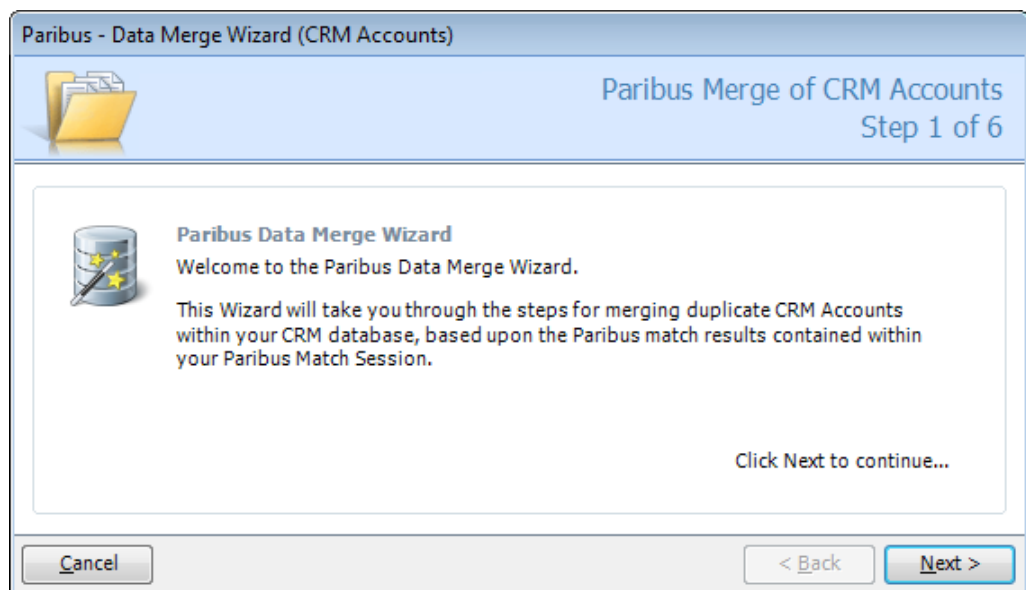 Paribus - Data Merge Wizard (CRM Accounts)
Paribus Merge of CRM Accounts
Step 1 of 6
Paribus Data Merge Wizard
Welcome to the Paribus Data Merge Wizard.
This Wizard will take you through the steps for merging duplicate CRM Accounts
within your CRM database, based upon the Paribus match results contained within
your Paribus Match Session.
Click Next to continue...
Cancel
< Back
Next >